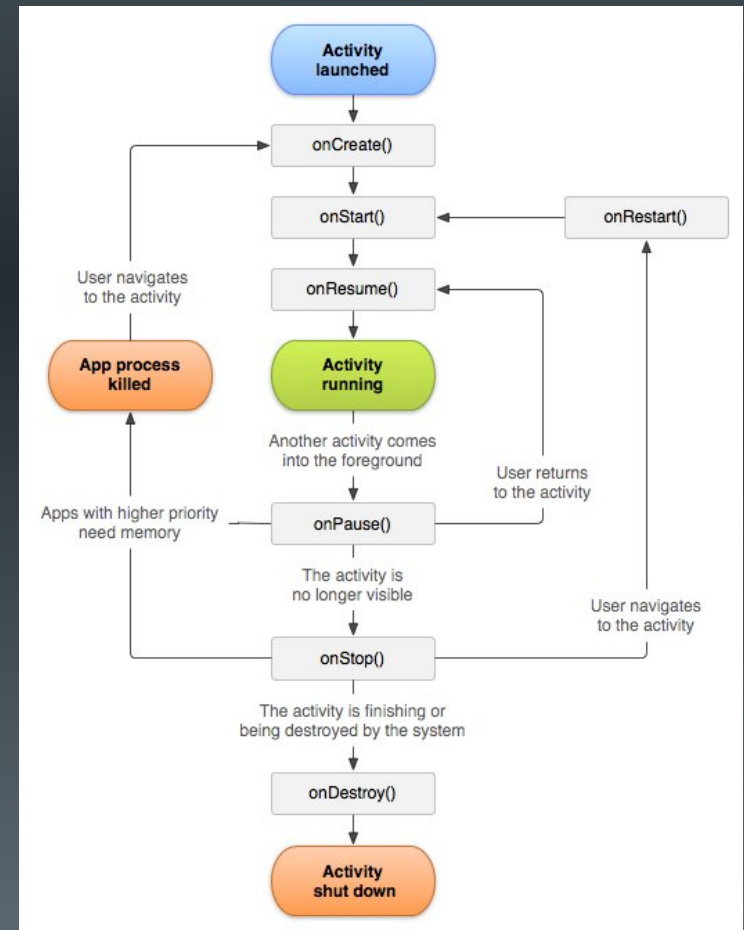 Activity
launched
onCreate()
onStart()
onRestart()
onResume()
User navigates
to the activity
App process
killed
Activity
running
Another activity comes
into the foreground
User returns
to the activity
Apps with higher priority
need memory
onPause()
The activity is
no longer visible
User navigates
to the activity
onStop()
The activity is finishing or
being destroyed by the system
onDestroy()
Activity
shut down